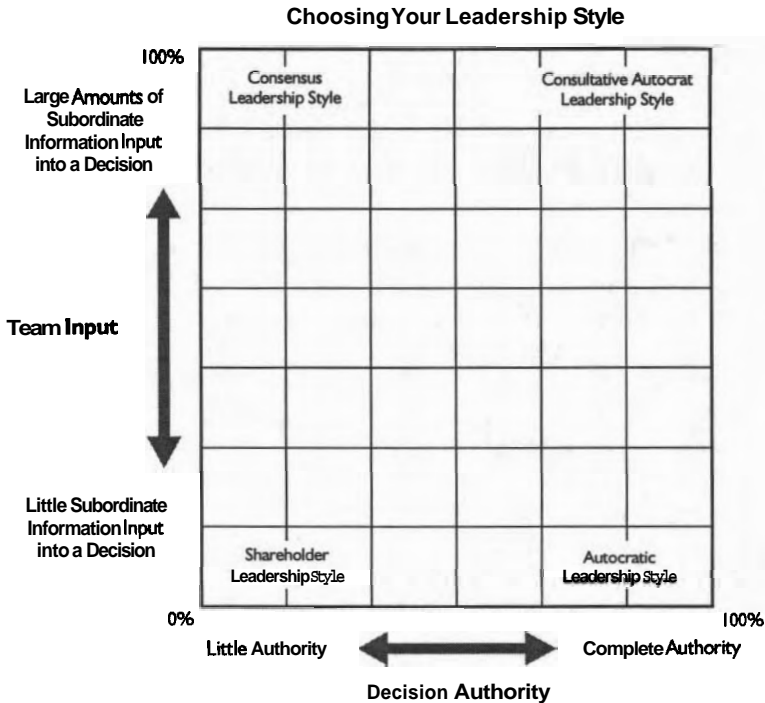 Choosing Your Leadership Style
100%
Consensus
Leadership Style
Consultative Autocrat
Leadership Style
Large Amounts of
Subordinate
Information Input
into a Decision
Team Input
Little Subordinate
Information Input
into a Decision
Shareholder
Leadership Style
Autocratic
Leadership Style
0%
100%
Little Authority
Complete Authority
Decision Authority